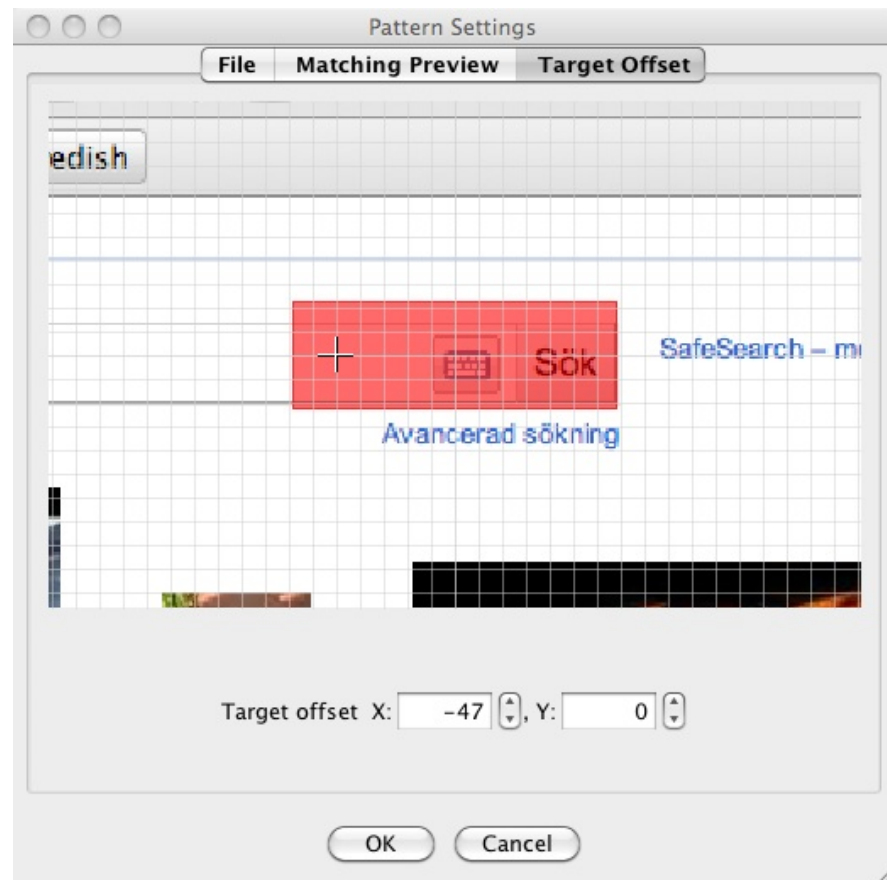 Pattern Settings
File Matching Preview Target Offset
edish
Sök
SafeSearch – m
Avancerad sökning
Target offset X: -47 , Y: 0
OK Cancel